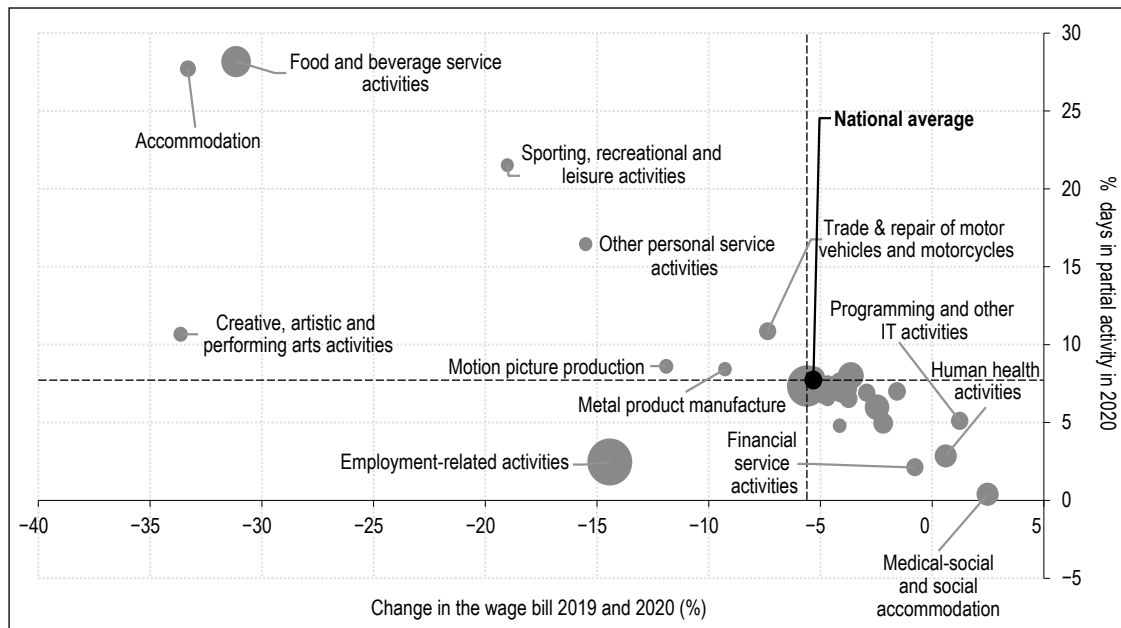 30
Food and beverage service
activities
25
Accommodation
National average
Sporting, recreational and
leisure activities
20
Trade & repair of motor
vehicles and motorcycles
Other personal service
activities
15
Programming and other
IT activities
Creative, artistic and
performing arts activities
10
Motion picture production
Human health
activities
Metal product manufacture
5
Financial
service
activities
Employment-related activities
0
−40
−35
−30
−25
−20
−15
−10
−5
0
5
Medical-social
and social
accommodation
−5
% days in partial activity in 2020
Change in the wage bill 2019 and 2020 (%)